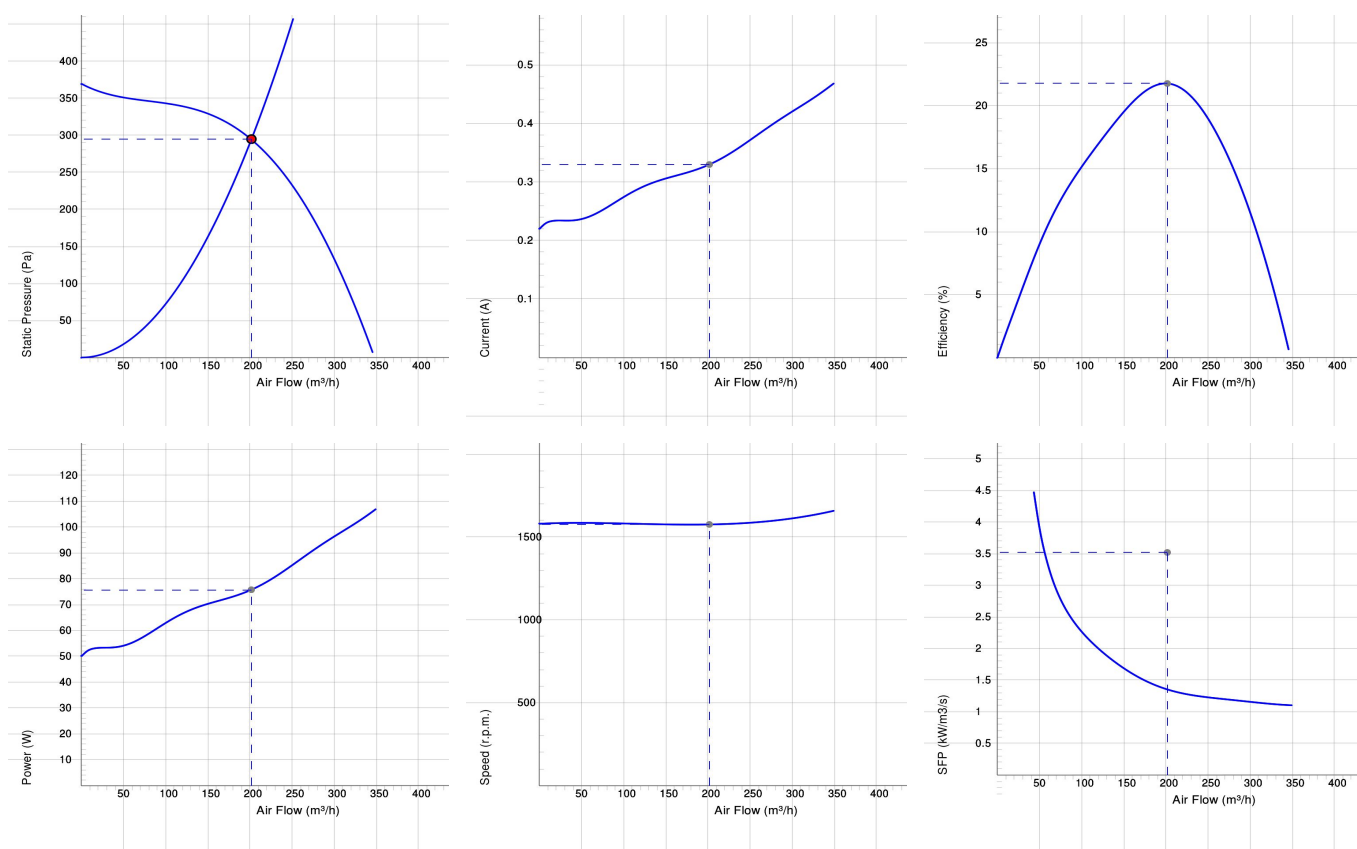 Static Pressure (Pa)
400
350
300
250
200
150
100
50
50 100 150 200 250 300 350 400
Air Flow (m³/h)
Current (A)
0.5
0.4
0.3
0.2
0.1
50 100 150 200 250 300 350 400
Air Flow (m³/h)
Efficiency (%)
25
20
15
10
5
50 100 150 200 250 300 350 400
Air Flow (m³/h)
Power (W)
120
110
100
90
80
70
60
50
40
30
20
10
50 100 150 200 250 300 350 400
Air Flow (m³/h)
Speed (r.p.m.)
1500
1000
500
50 100 150 200 250 300 350 400
Air Flow (m³/h)
SFP (kW/m3/s)
5
4.5
4
3.5
3
2.5
2
1.5
1
0.5
50 100 150 200 250 300 350 400
Air Flow (m³/h)